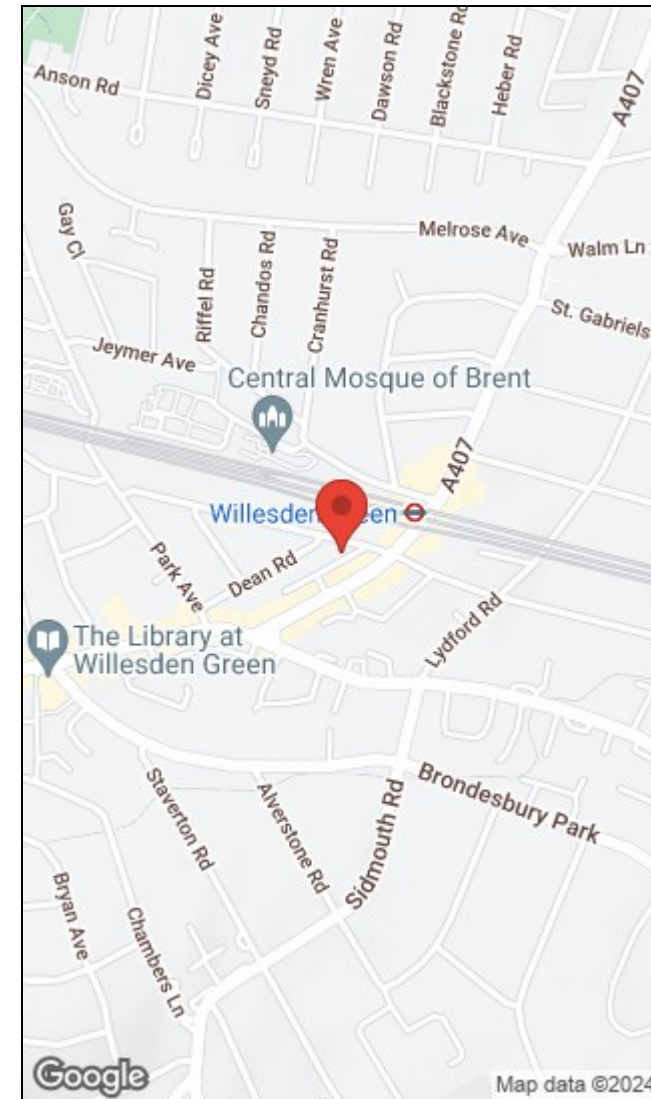 Dicey Ave
Sneyd Rd
Wren Ave
Dawson Rd
Blackstone Rd
Heber Rd
A407
Anson Rd
Gay Cl
Riffel Rd
Chandos Rd
Cranhurst Rd
Melrose Ave
Walm Ln
St. Gabriels
Jeymer Ave
Central Mosque of Brent
A407
Willesden
Dean Rd
Park Ave
Lydford Rd
The Library at
Willesden Green
Brondesbury Park
Staverton Rd
Alverstone Rd
Sidmouth Rd
Bryan Ave
Chambers Ln
Google
Map data ©2024